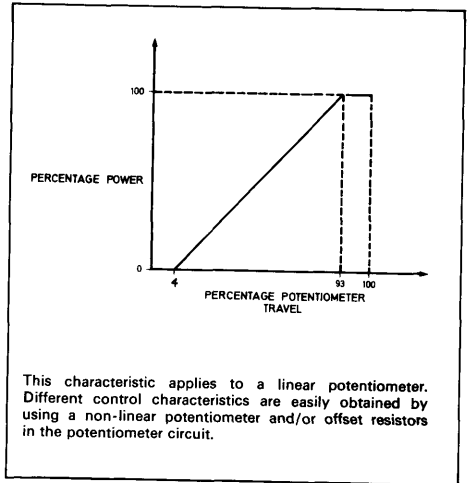 100
PERCENTAGE POWER
0
4
93
100
PERCENTAGE POTENTIOMETER
TRAVEL
This characteristic applies to a linear potentiometer.
Different control characteristics are easily obtained by
using a non-linear potentiometer and/or offset resistors
in the potentiometer circuit.